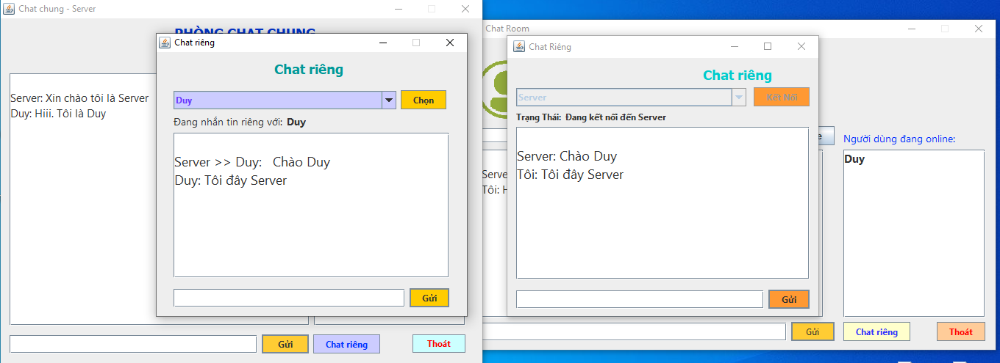 Chat chung - Server
PHÒNG CHAT CHUNG
Server: Xin chào tôi là Server
Duy: Hiii. Tôi là Duy
Gửi
Chat riêng
Thoát
Chat riêng
Chat riêng
Duy
Chọn
Đang nhắn tin riêng với: Duy
Server >> Duy: Chào Duy
Duy: Tôi đây Server
Gửi
Chat Room
Người dùng đang online:
Duy
Tôi:
Gửi
Chat riêng
Thoát
Chat Riêng
Chat riêng
Server
Kết Nối
Trạng Thái: Đang kết nối đến Server
Server: Chào Duy
Tôi: Tôi đây Server
Gửi